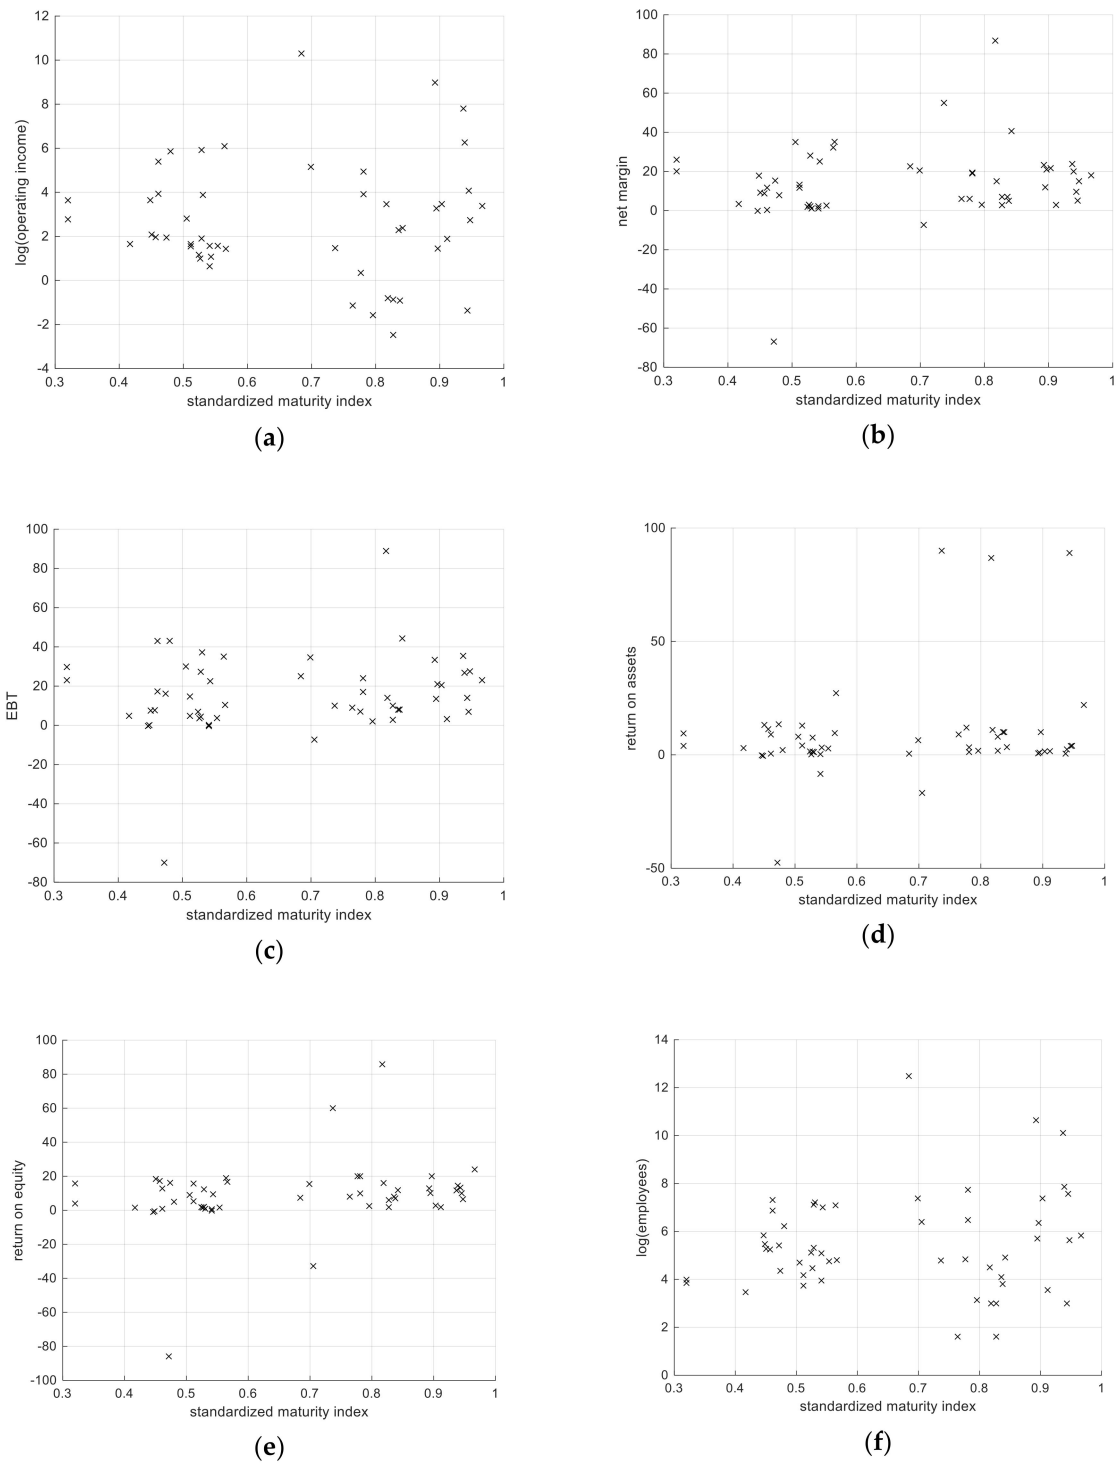 12
10
8
6
4
2
0
-2
-4
log(operating income)
0.3 0.4 0.5 0.6 0.7 0.8 0.9 1
standardized maturity index
(a)
100
80
60
40
20
0
-20
-40
-60
-80
net margin
0.3 0.4 0.5 0.6 0.7 0.8 0.9 1
standardized maturity index
(b)
100
80
60
40
20
0
-20
-40
-60
-80
EBT
0.3 0.4 0.5 0.6 0.7 0.8 0.9 1
standardized maturity index
(c)
100
50
0
-50
return on assets
0.3 0.4 0.5 0.6 0.7 0.8 0.9 1
standardized maturity index
(d)
100
80
60
40
20
0
-20
-40
-60
-80
-100
return on equity
0.3 0.4 0.5 0.6 0.7 0.8 0.9 1
standardized maturity index
(e)
14
12
10
8
6
4
2
0
log(employees)
0.3 0.4 0.5 0.6 0.7 0.8 0.9 1
standardized maturity index
(f)